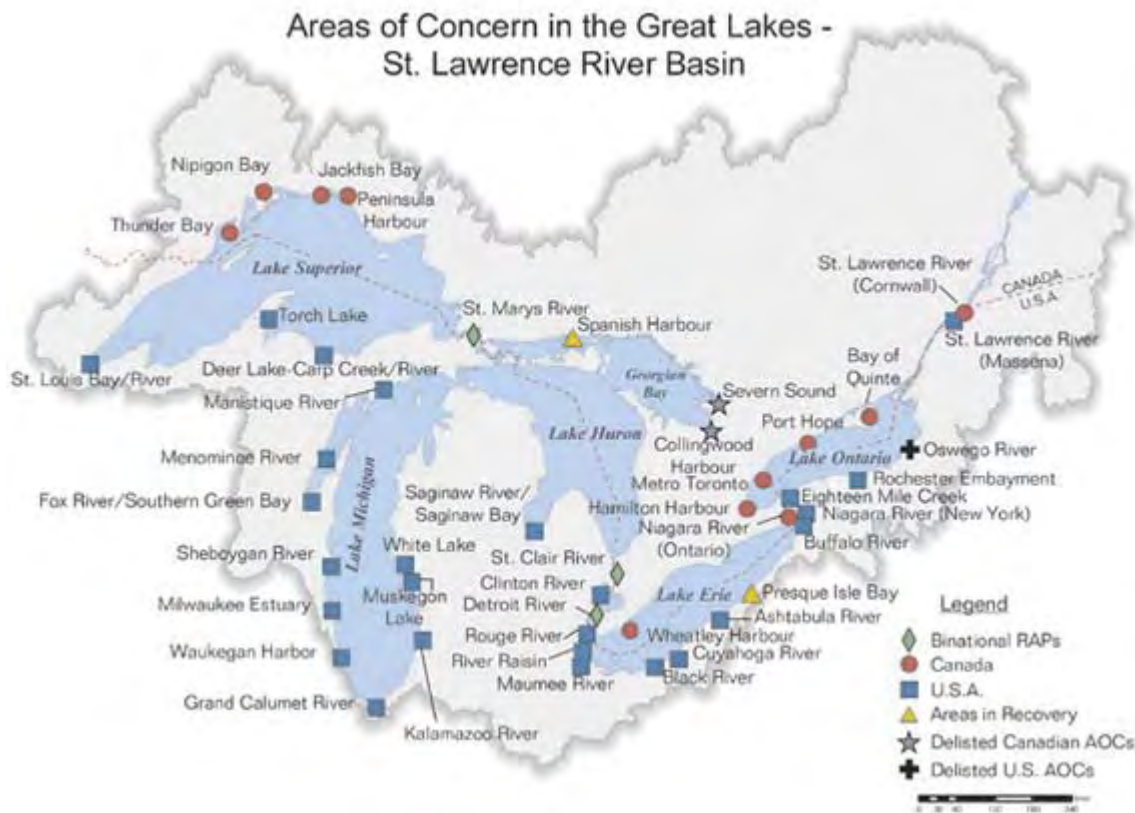 Areas of Concern in the Great Lakes -
St. Lawrence River Basin
Nipigon Bay
Jackfish Bay
Peninsula
Harbour
Thunder Bay
Lake Superior
St. Lawrence River
(Cornwall)
CANADA
U.S.A
St. Marys River
Spanish Harbour
Torch Lake
St. Lawrence River
(Massena)
St. Louis Bay/River
Deer Lake-Carp Creek/River
Manistique River
Georgian
Bay
Severn Sound
Bay of
Quinte
Port Hope
Collingwood
Harbour
Lake Huron
Lake Ontario
Oswego River
Menominee River
Metro Toronto
Rochester Embayment
Fox River/Southern Green Bay
Saginaw River/
Saginaw Bay
Hamilton Harbour
Eighteen Mile Creek
Niagara River (New York)
Niagara River
(Ontario)
Buffalo River
Lake Michigan
Sheboygan River
White Lake
St. Clair River
Clinton River
Lake Erie
Presque Isle Bay
Milwaukee Estuary
Muskegon
Lake
Detroit River
Ashtabula River
Rouge River
Wheatley Harbour
Waukegan Harbor
River Raisin
Cuyahoga River
Maumee River
Black River
Grand Calumet River
Kalamazoo River
Legend
Binational RAPs
Canada
U.S.A.
Areas in Recovery
Delisted Canadian AOCs
Delisted U.S. AOCs